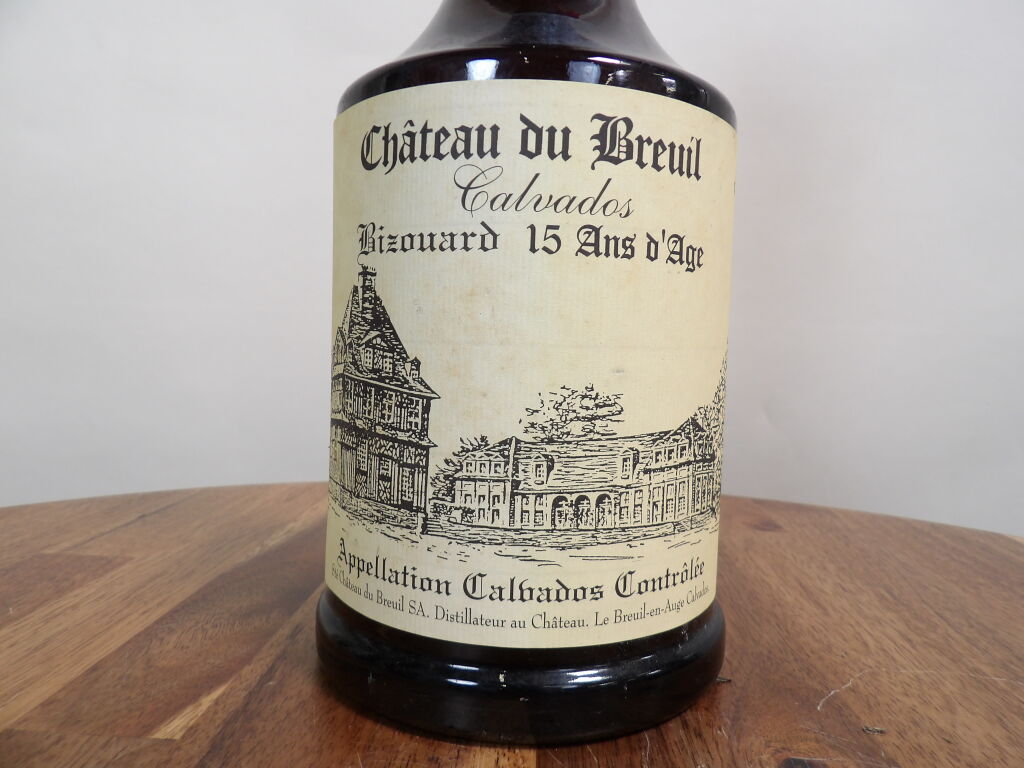 Château du Breuil
Calvados
Bizouard 15 Ans d'Age
Appellation Calvados Contrôlée
Château du Breuil SA. Distillateur au Château. Le Breuil-en-Auge Calvados.